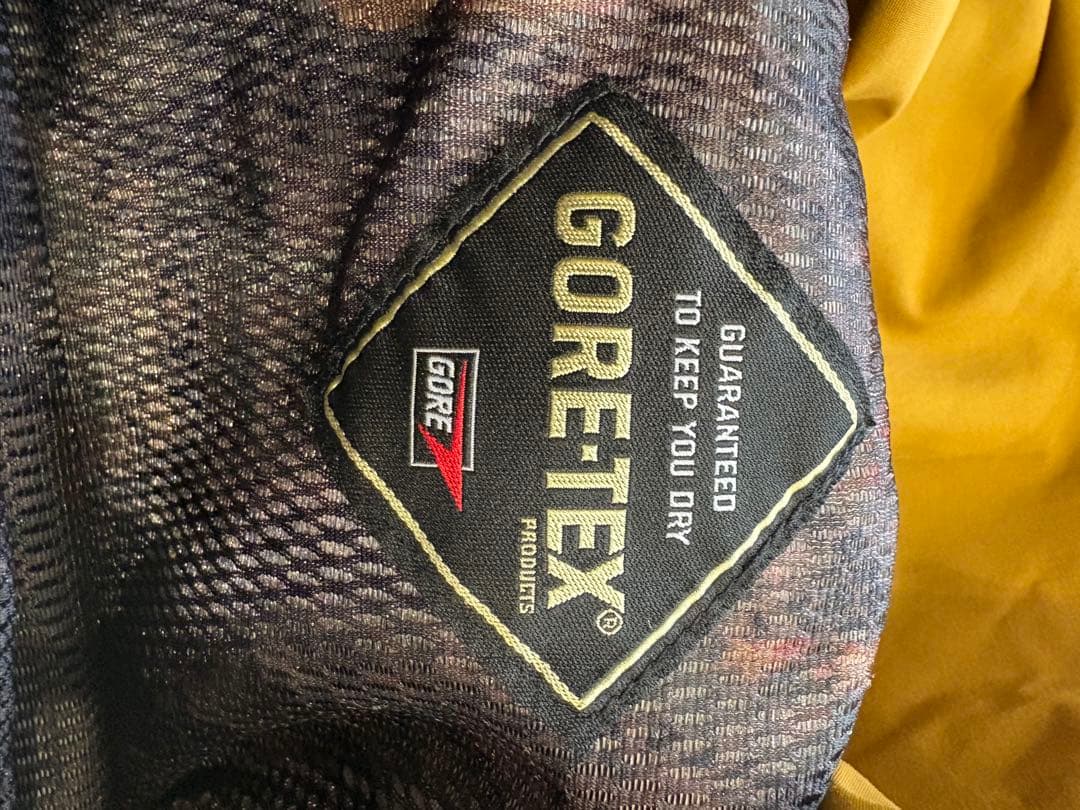 GUARANTEED
TO KEEP YOU DRY
GORE-TEX®
PRODUCTS
GORE